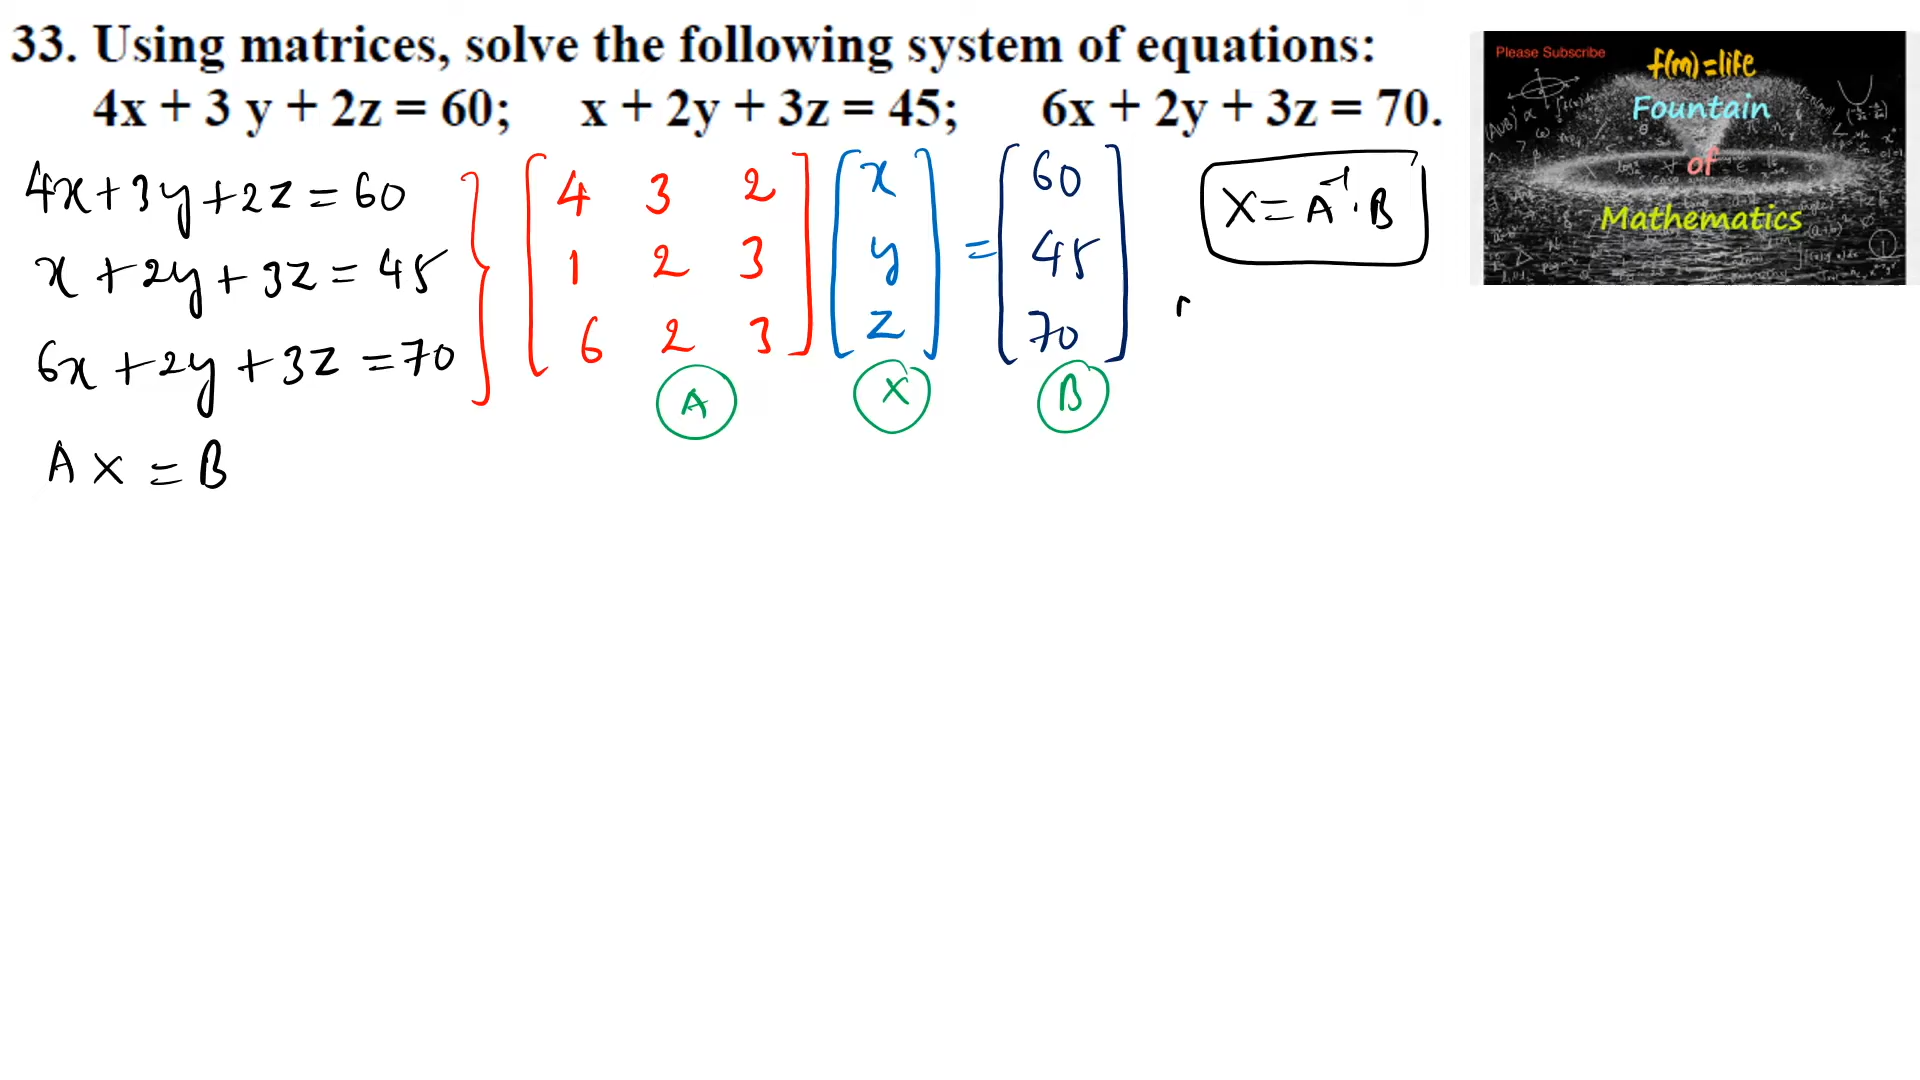 33. Using matrices, solve the following system of equations:
4x + 3 y + 2z = 60; x + 2y + 3z = 45; 6x + 2y + 3z = 70.
4x+3y+2z=60
x+2y+3z=45
6x+2y+3z=70
4 3 2
1 2 3
6 2 3
A
x
y
z
X
=
60
45
70
B
X=A⁻¹.B
AX=B
Please Subscribe
f(m)=life
Fountain
of
Mathematics